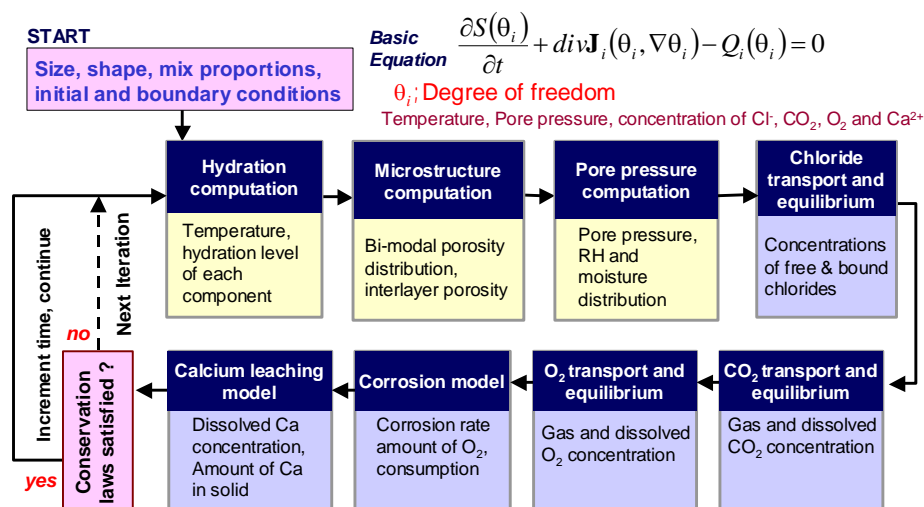 START
Size, shape, mix proportions,
initial and boundary conditions
Basic
Equation
∂S(θi)/∂t + divJi(θi, ∇θi) − Qi(θi) = 0
θi; Degree of freedom
Temperature, Pore pressure, concentration of Cl-, CO2, O2 and Ca2+
Hydration
computation
Temperature,
hydration level
of each
component
Microstructure
computation
Bi-modal porosity
distribution,
interlayer porosity
Pore pressure
computation
Pore pressure,
RH and
moisture
distribution
Chloride
transport and
equilibrium
Concentrations
of free & bound
chlorides
CO2 transport and
equilibrium
Gas and dissolved
CO2 concentration
O2 transport and
equilibrium
Gas and dissolved
O2 concentration
Corrosion model
Corrosion rate
amount of O2,
consumption
Calcium leaching
model
Dissolved Ca
concentration,
Amount of Ca
in solid
Conservation
laws satisfied ?
no
Next Iteration
yes
Increment time, continue